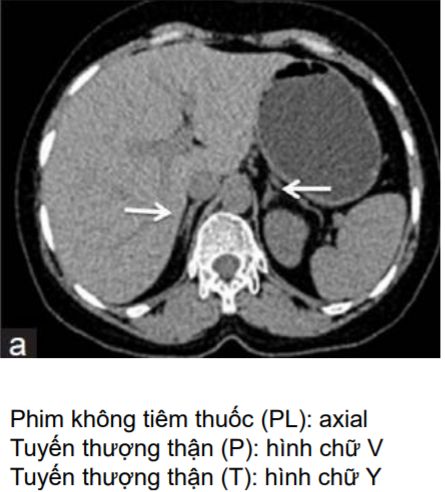 a
Phim không tiêm thuốc (PL): axial
Tuyến thượng thận (P): hình chữ V
Tuyến thượng thận (T): hình chữ Y